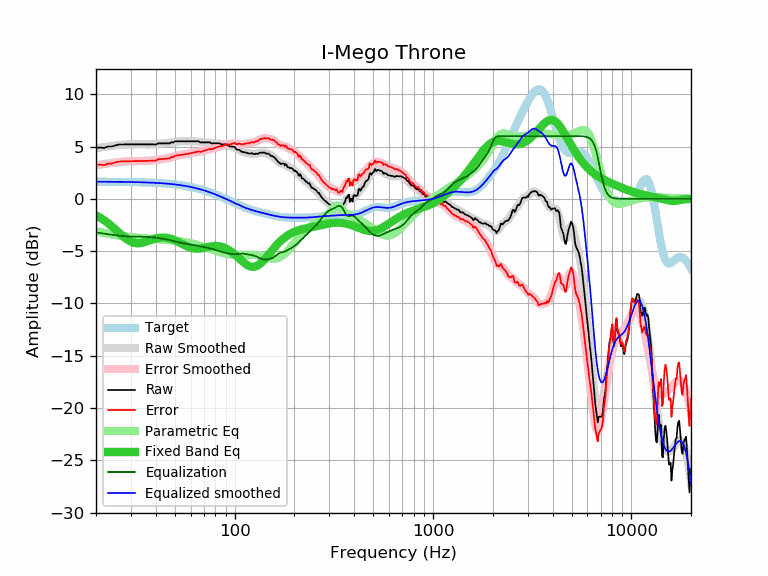 I-Mego Throne
Amplitude (dBr)
10
5
0
−5
−10
−15
−20
−25
−30
Target
Raw Smoothed
Error Smoothed
Raw
Error
Parametric Eq
Fixed Band Eq
Equalization
Equalized smoothed
100
1000
10000
Frequency (Hz)